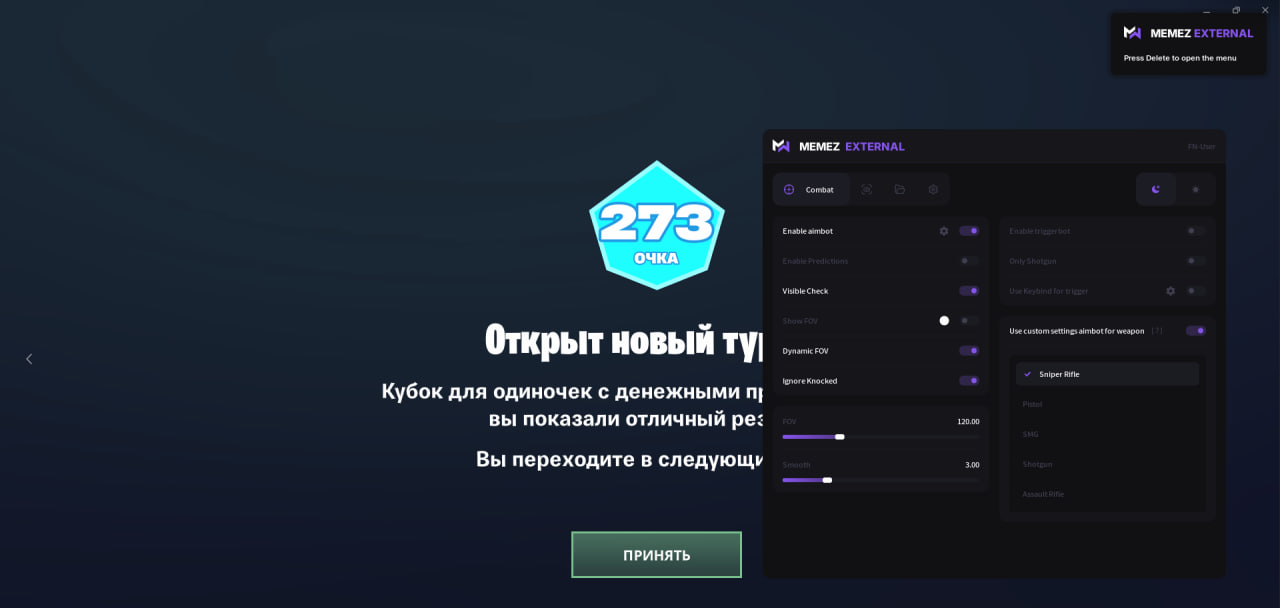 MEMEZ EXTERNAL
Press Delete to open the menu
MEMEZ EXTERNAL
FN-User
Combat
Enable aimbot
Enable Predictions
Visible Check
Show FOV
Dynamic FOV
Ignore Knocked
FOV 120.00
Smooth 3.00
Enable triggerbot
Only Shotgun
Use Keybind for trigger
Use custom settings aimbot for weapon [7]
Sniper Rifle
Pistol
SMG
Shotgun
Assault Rifle
273
ОЧКА
Открыт новый ту
Кубок для одиночек с денежными п
вы показали отличный рез
Вы переходите в следующи
ПРИНЯТЬ